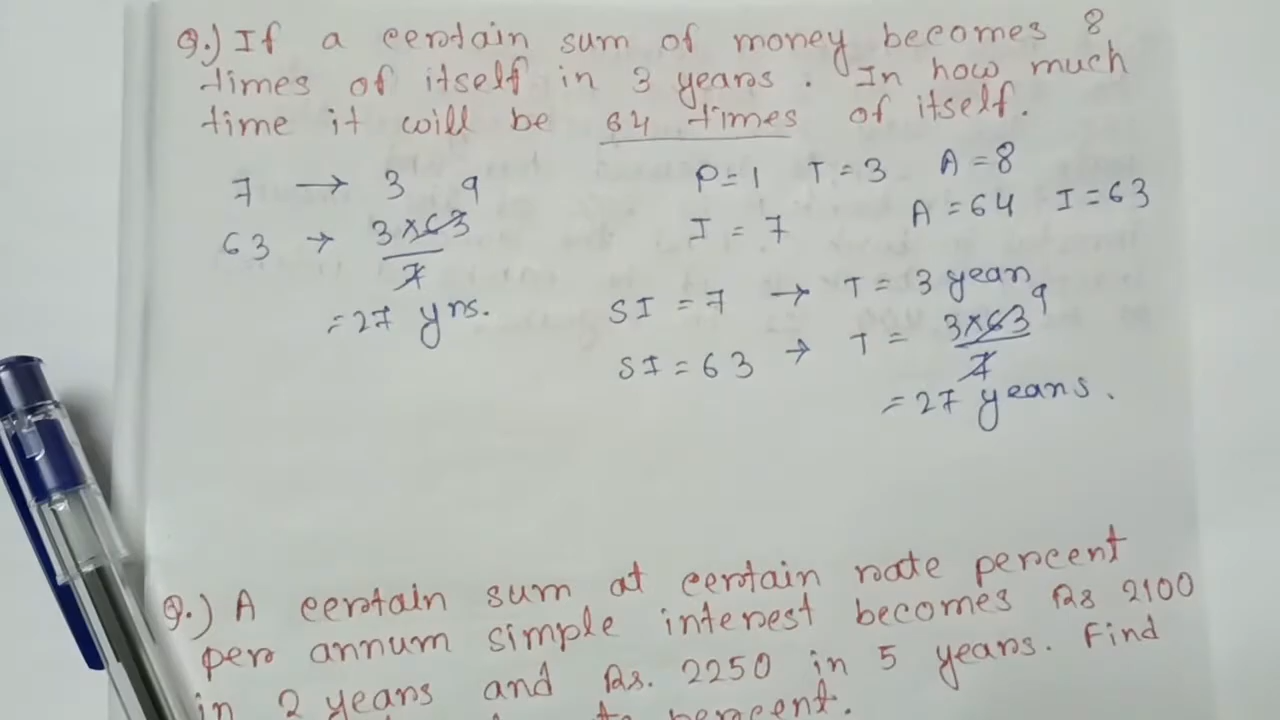 Q.) If a certain sum of money becomes 8
times of itself in 3 years. In how much
time it will be 64 times of itself.
7 → 3
9
63 → 3×63
7
=27 yrs.
P=1 T=3 A=8
I = 7 A=64 I=63
SI = 7 → T = 3 year
9
SI = 63 → T = 3×63
7
=27 years.
Q.) A certain sum at certain rate percent
per annum simple interest becomes Rs 2100
in 2 years and Rs. 2250 in 5 years. Find
percent.